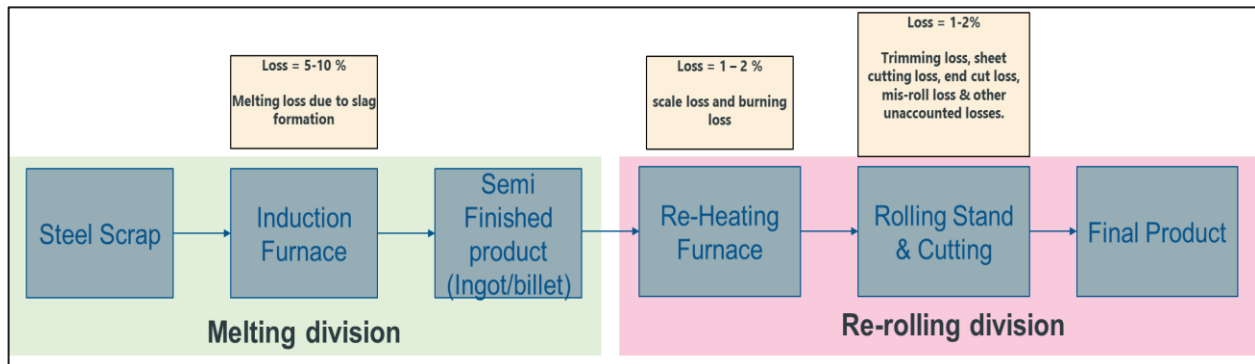 Loss = 5-10 %
Melting loss due to slag
formation
Loss = 1 – 2 %
scale loss and burning
loss
Loss = 1-2%
Trimming loss, sheet
cutting loss, end cut loss,
mis-roll loss & other
unaccounted losses.
Steel Scrap
Induction
Furnace
Semi
Finished
product
(Ingot/billet)
Re-Heating
Furnace
Rolling Stand
& Cutting
Final Product
Melting division
Re-rolling division